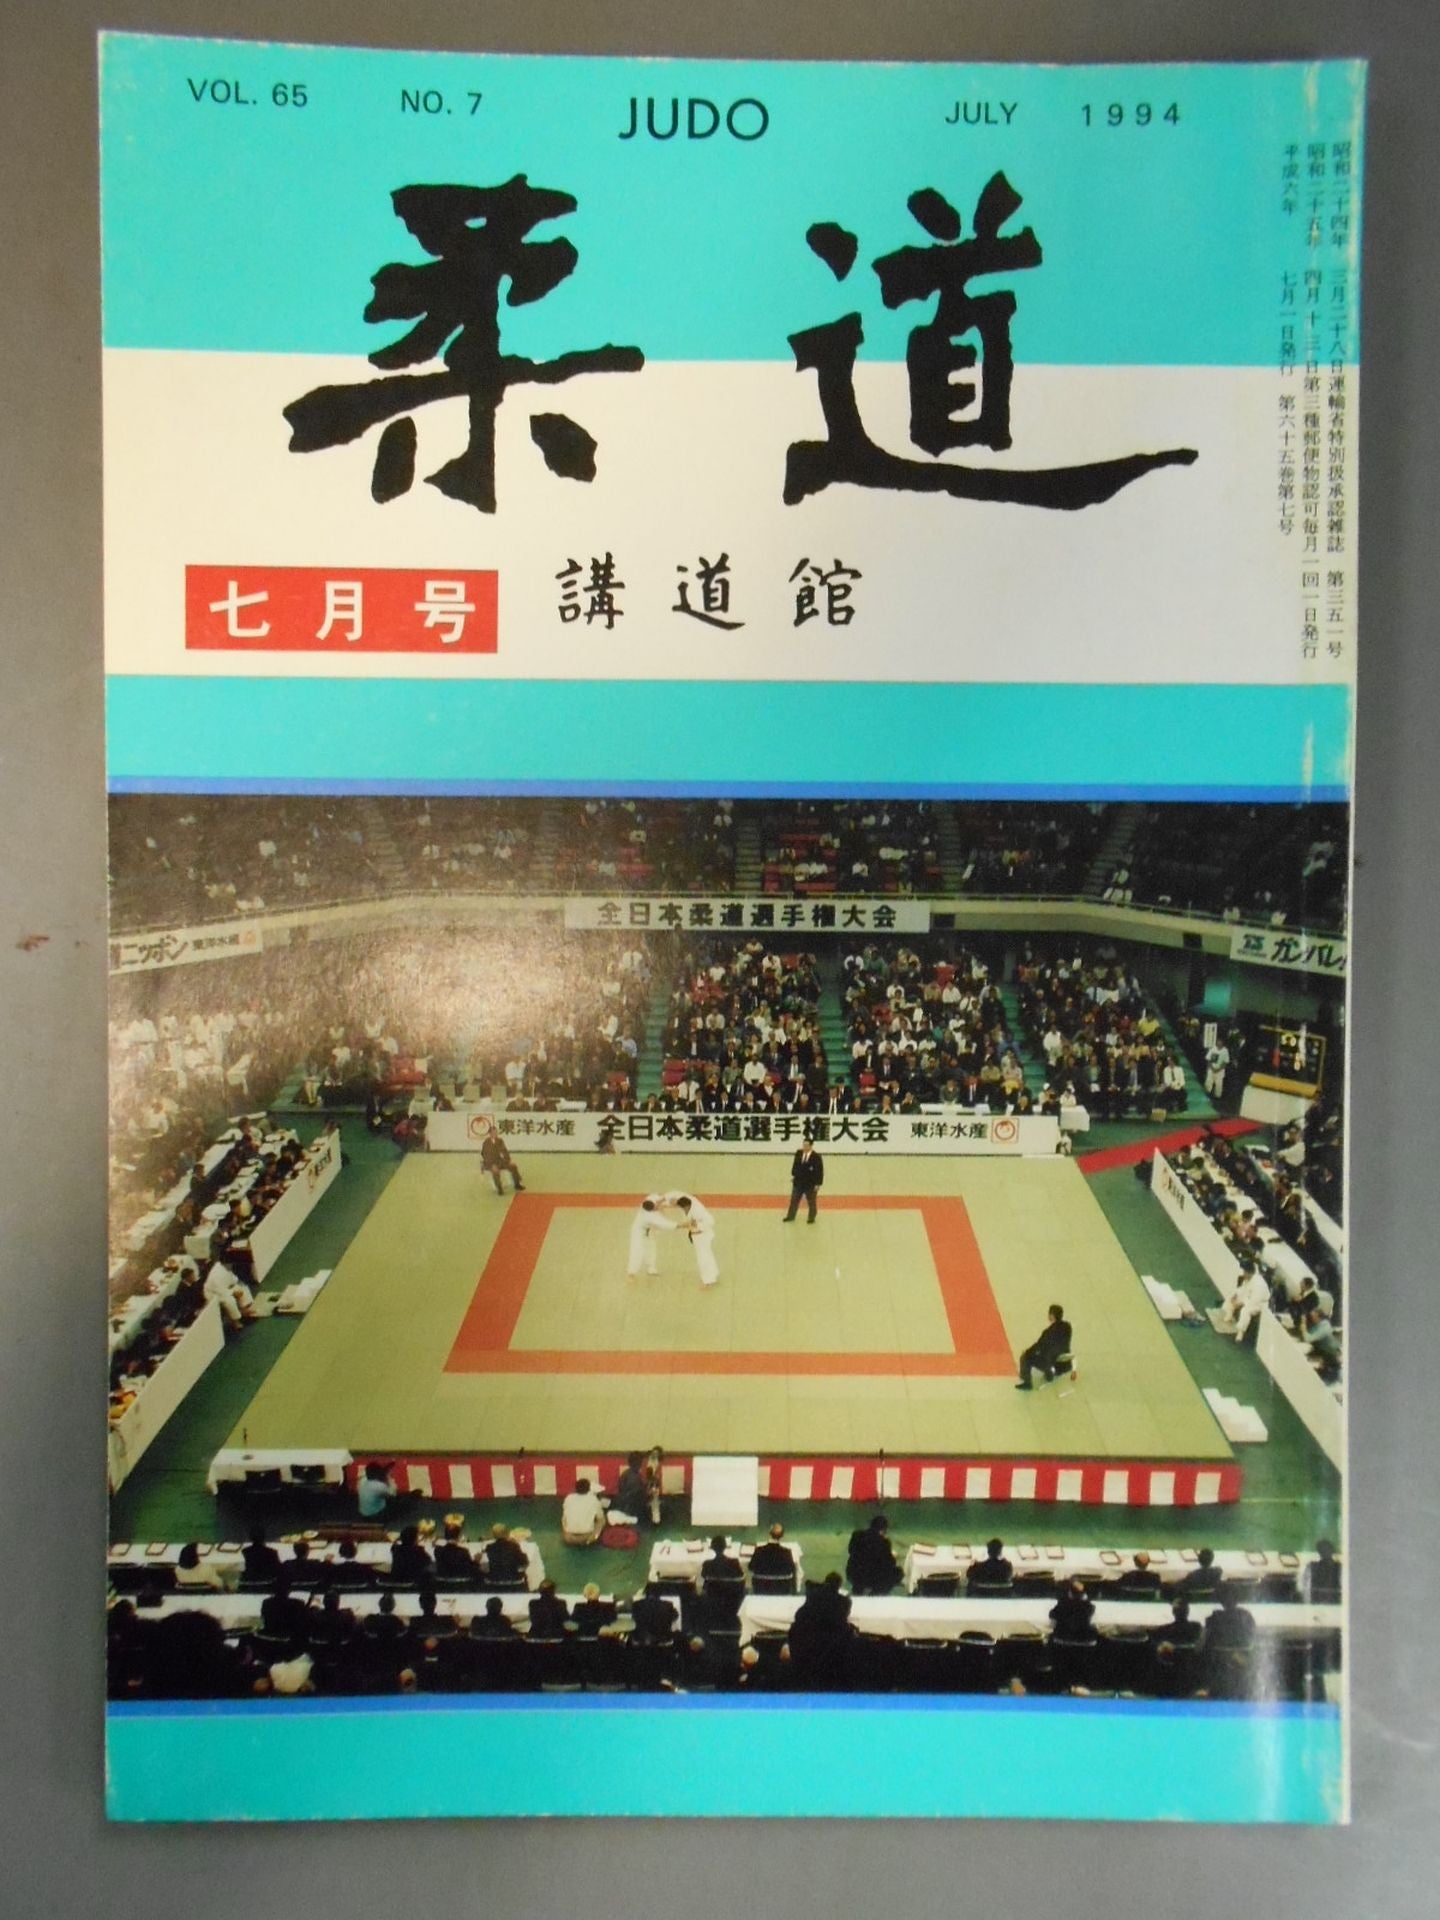 VOL. 65 NO. 7 JUDO JULY 1994
柔道
七月号
講道館
昭和二十四年 三月二十八日運輸省特別扱承認雑誌 第三五一号
昭和二十五年 四月十三日第三種郵便物認可毎月一回一日発行
平成六年 七月一日発行 第六十五巻第七号
全日本柔道選手権大会
ニッポン 東洋水産
ガンバレ
東洋水産 全日本柔道選手権大会 東洋水産